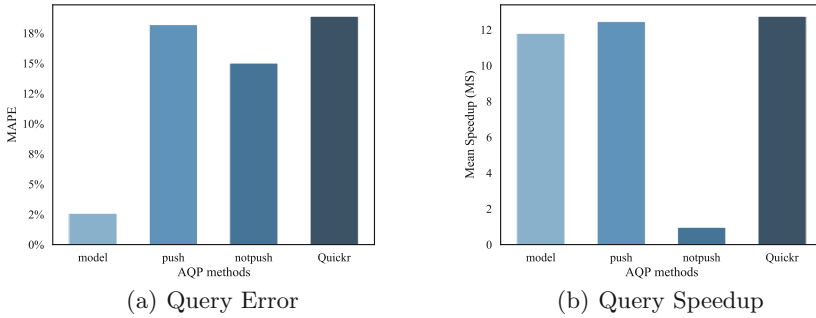 MAPE
18%
15%
12%
10%
8%
5%
2%
0%
model push notpush Quickr
AQP methods
(a) Query Error
Mean Speedup (MS)
12
10
8
6
4
2
0
model push notpush Quickr
AQP methods
(b) Query Speedup